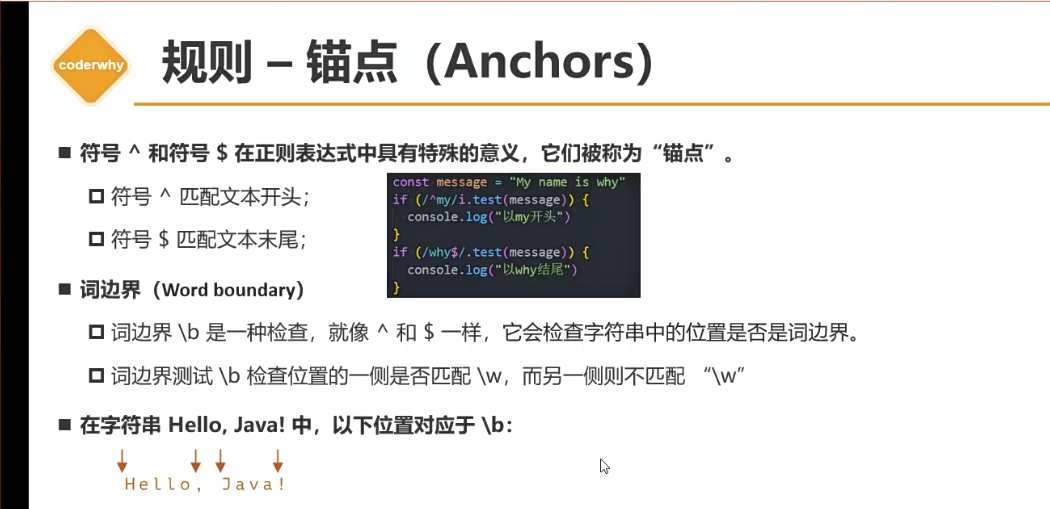 coderwhy
规则 – 锚点（Anchors）
■ 符号 ^ 和符号 $ 在正则表达式中具有特殊的意义，它们被称为“锚点”。
符号 ^ 匹配文本开头；
符号 $ 匹配文本末尾；
const message = "My name is why"
if (/^my/i.test(message)) {
console.log("以my开头")
}
if (/why$/.test(message)) {
console.log("以why结尾")
}
■ 词边界（Word boundary）
词边界 \b 是一种检查，就像 ^ 和 $ 一样，它会检查字符串中的位置是否是词边界。
词边界测试 \b 检查位置的一侧是否匹配 \w，而另一侧则不匹配 “\w”
■ 在字符串 Hello, Java! 中，以下位置对应于 \b：
Hello, Java!